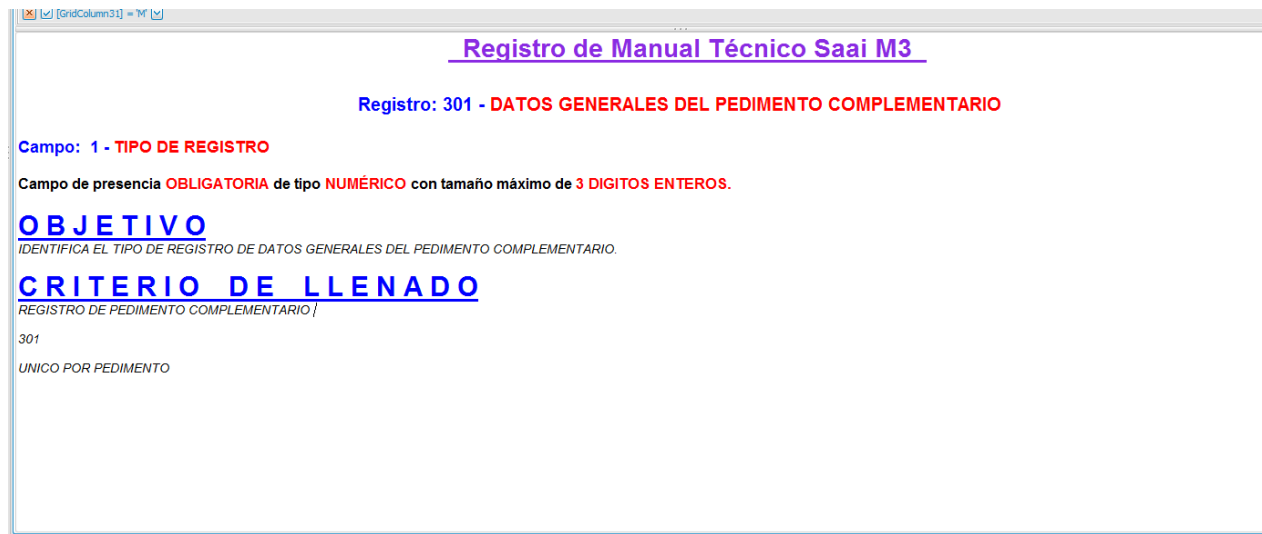 [GridColumn31] = 'M'
Registro de Manual Técnico Saai M3
Registro: 301 - DATOS GENERALES DEL PEDIMENTO COMPLEMENTARIO
Campo:  1 - TIPO DE REGISTRO
Campo de presencia OBLIGATORIA de tipo NUMÉRICO con tamaño máximo de 3 DIGITOS ENTEROS.
O B J E T I V O
IDENTIFICA EL TIPO DE REGISTRO DE DATOS GENERALES DEL PEDIMENTO COMPLEMENTARIO.
C R I T E R I O   D E   L L E N A D O
REGISTRO DE PEDIMENTO COMPLEMENTARIO
301
UNICO POR PEDIMENTO